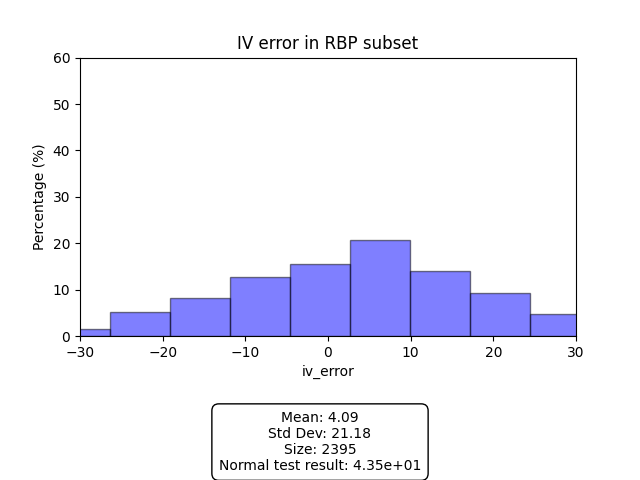 IV error in RBP subset
60
50
40
30
20
10
0
Percentage (%)
−30
−20
−10
0
10
20
30
iv_error
Mean: 4.09
Std Dev: 21.18
Size: 2395
Normal test result: 4.35e+01